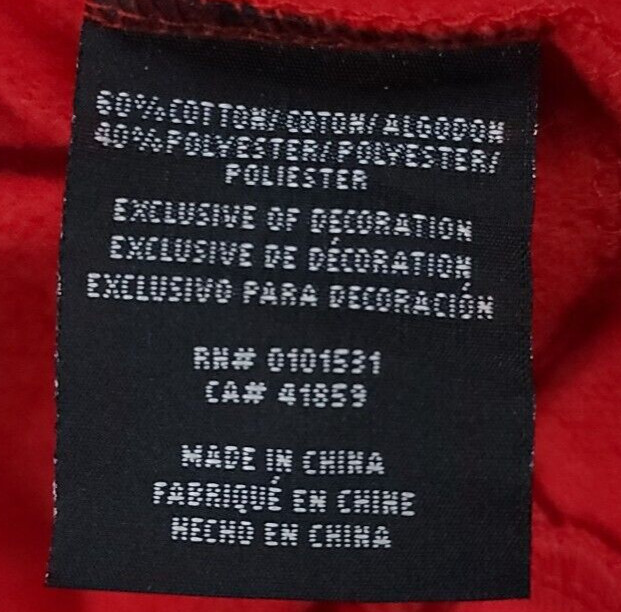 60%COTTON/COTON/ALGODON
40%POLYESTER/POLYESTER/
POLIESTER
EXCLUSIVE OF DECORATION
EXCLUSIVE DE DÉCORATION
EXCLUSIVO PARA DECORACIÓN
RN# 0101531
CA# 41859
MADE IN CHINA
FABRIQUÉ EN CHINE
HECHO EN CHINA